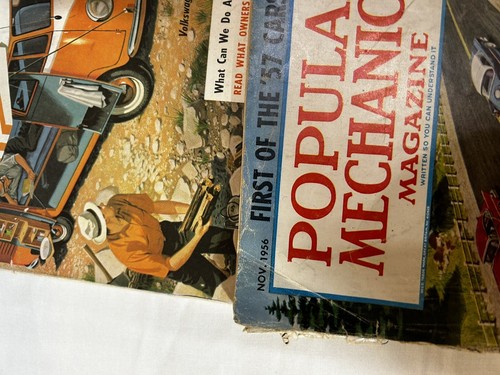 Volkswag
What Can We Do A
READ WHAT OWNERS
FIRST OF THE '57 CARS
POPULA
MECHANIC
MAGAZINE
WRITTEN SO YOU CAN UNDERSTAND IT
NOV. 1956